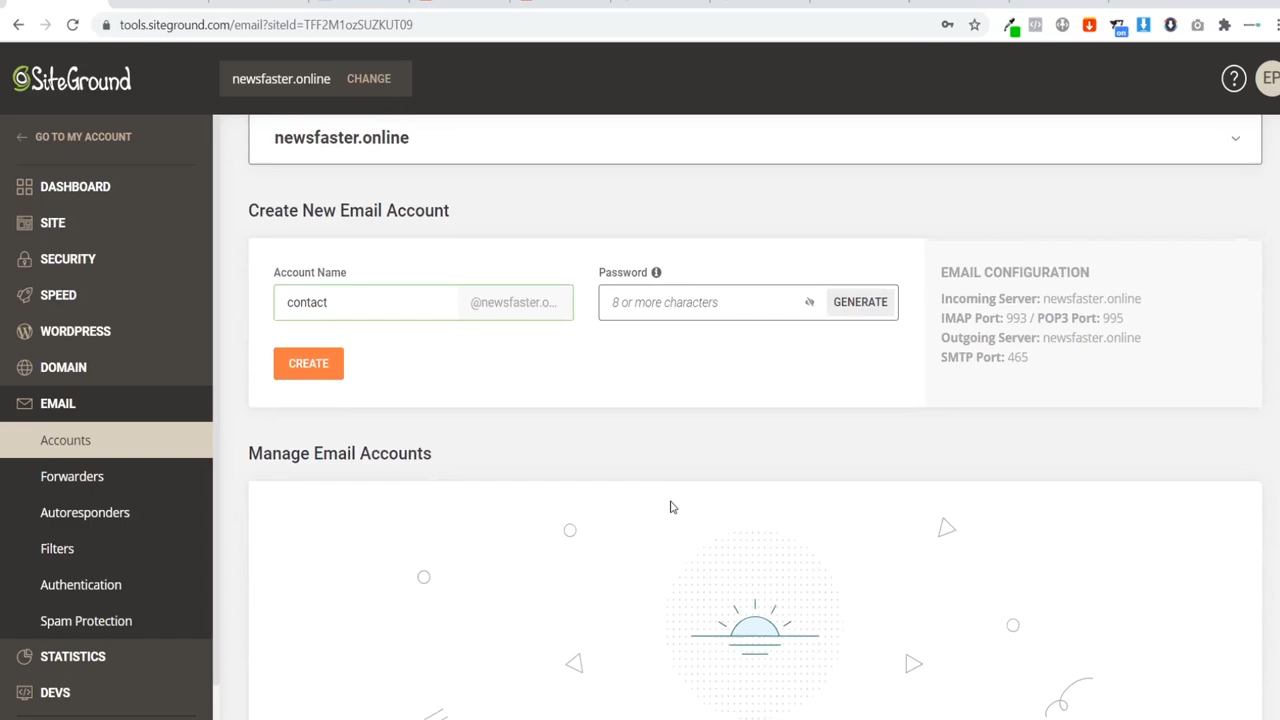 tools.siteground.com/email?siteId=TFF2M1ozSUZKUT09
on
SiteGround
newsfaster.online CHANGE
?
EP
GO TO MY ACCOUNT
DASHBOARD
SITE
SECURITY
SPEED
WORDPRESS
DOMAIN
EMAIL
Accounts
Forwarders
Autoresponders
Filters
Authentication
Spam Protection
STATISTICS
DEVS
newsfaster.online
Create New Email Account
Account Name
contact @newsfaster.o...
Password
8 or more characters GENERATE
CREATE
EMAIL CONFIGURATION
Incoming Server: newsfaster.online
IMAP Port: 993 / POP3 Port: 995
Outgoing Server: newsfaster.online
SMTP Port: 465
Manage Email Accounts